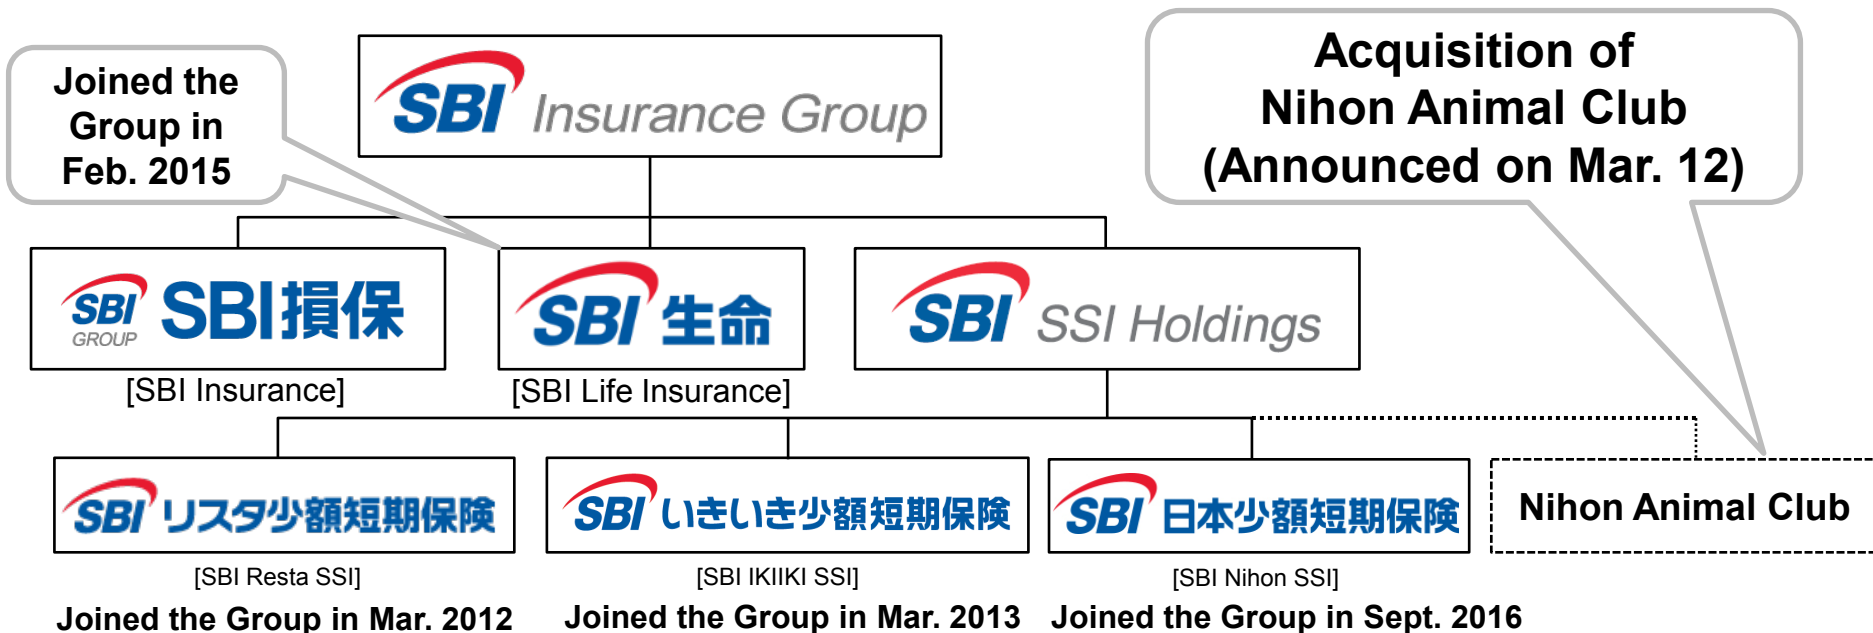 Joined the
Group in
Feb. 2015
SBI Insurance Group
Acquisition of
Nihon Animal Club
(Announced on Mar. 12)
SBI
GROUP
SBI損保
[SBI Insurance]
SBI 生命
[SBI Life Insurance]
SBI SSI Holdings
SBI リスタ少額短期保険
[SBI Resta SSI]
Joined the Group in Mar. 2012
SBI いきいき少額短期保険
[SBI IKIIKI SSI]
Joined the Group in Mar. 2013
SBI 日本少額短期保険
[SBI Nihon SSI]
Joined the Group in Sept. 2016
Nihon Animal Club